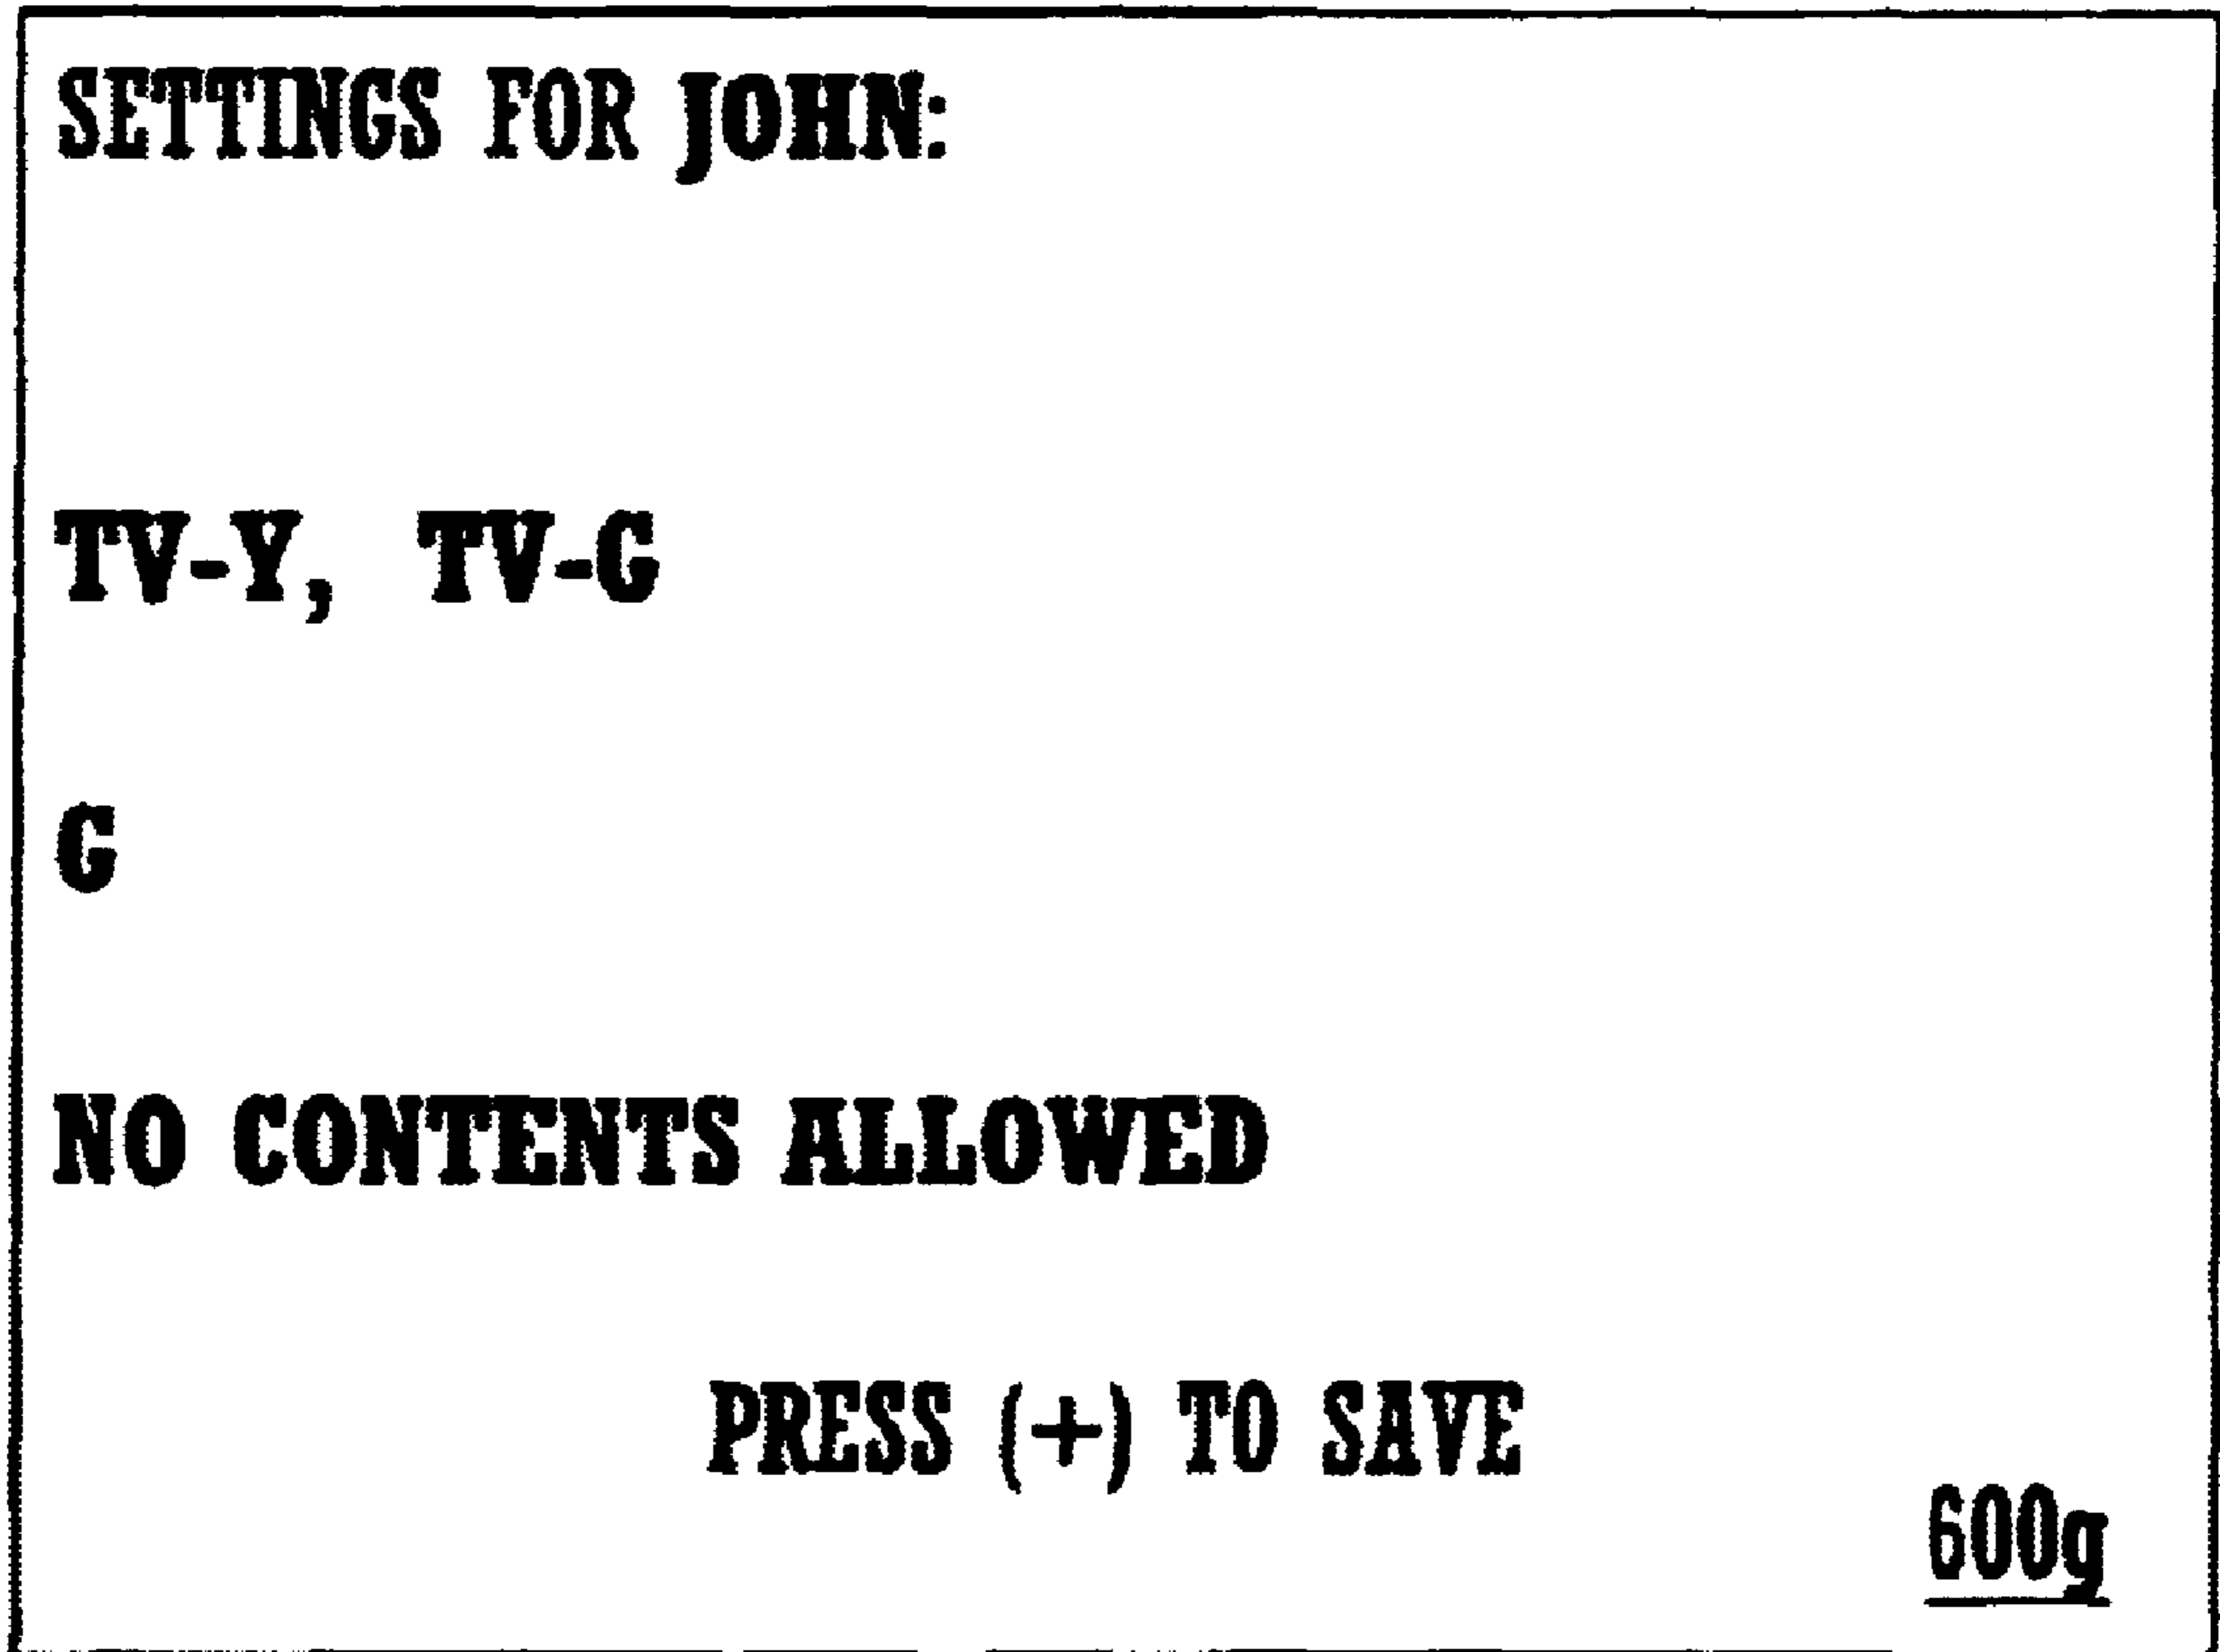 SETTINGS FOR JOHN:
TV-Y, TV-G
G
NO CONTENTS ALLOWED
PRESS (+) TO SAVE
600g